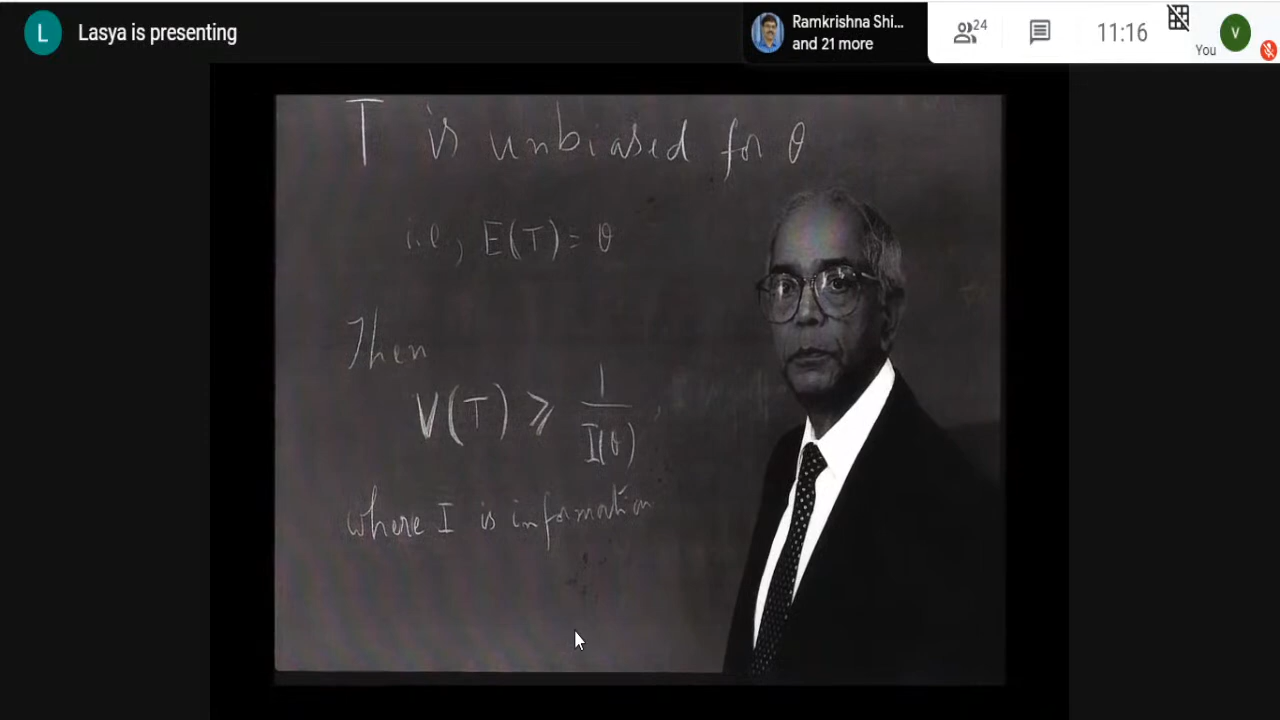 L Lasya is presenting
Ramkrishna Shi...
and 21 more
24
11:16
You
V
T is unbiased for θ
i.e., E(T) = θ
Then
V(T) ⩾ 1/I(θ),
where I is information